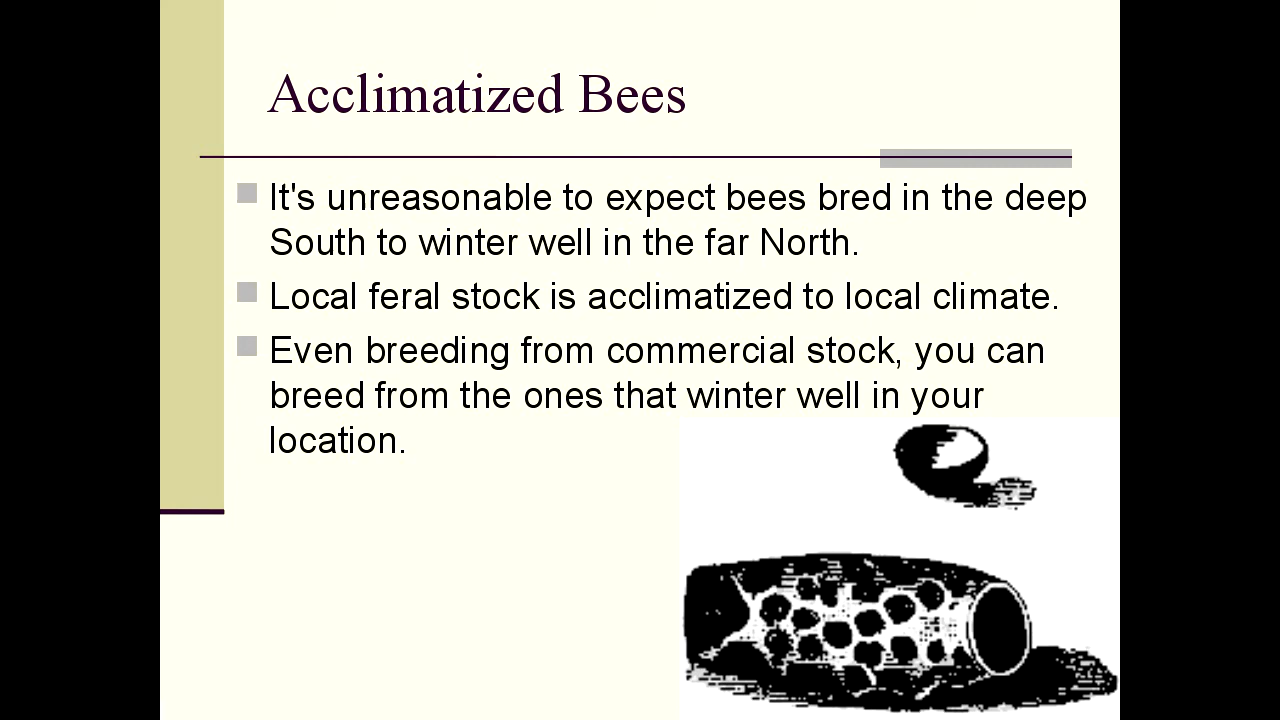 Acclimatized Bees
It's unreasonable to expect bees bred in the deep
South to winter well in the far North.
Local feral stock is acclimatized to local climate.
Even breeding from commercial stock, you can
breed from the ones that winter well in your
location.